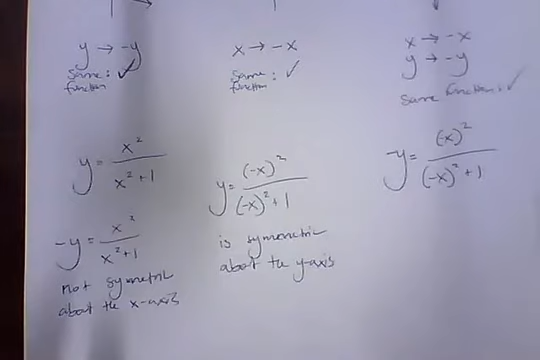 y → -y
same: ✓
function
y = x² / x² + 1
-y = x² / x² + 1
not symmetric
about the x-axis
x → -x
same: ✓
function
y = (-x)² / (-x)² + 1
is symmetric
about the y-axis
x → -x
y → -y
same function: ✓
-y = (-x)² / (-x)² + 1